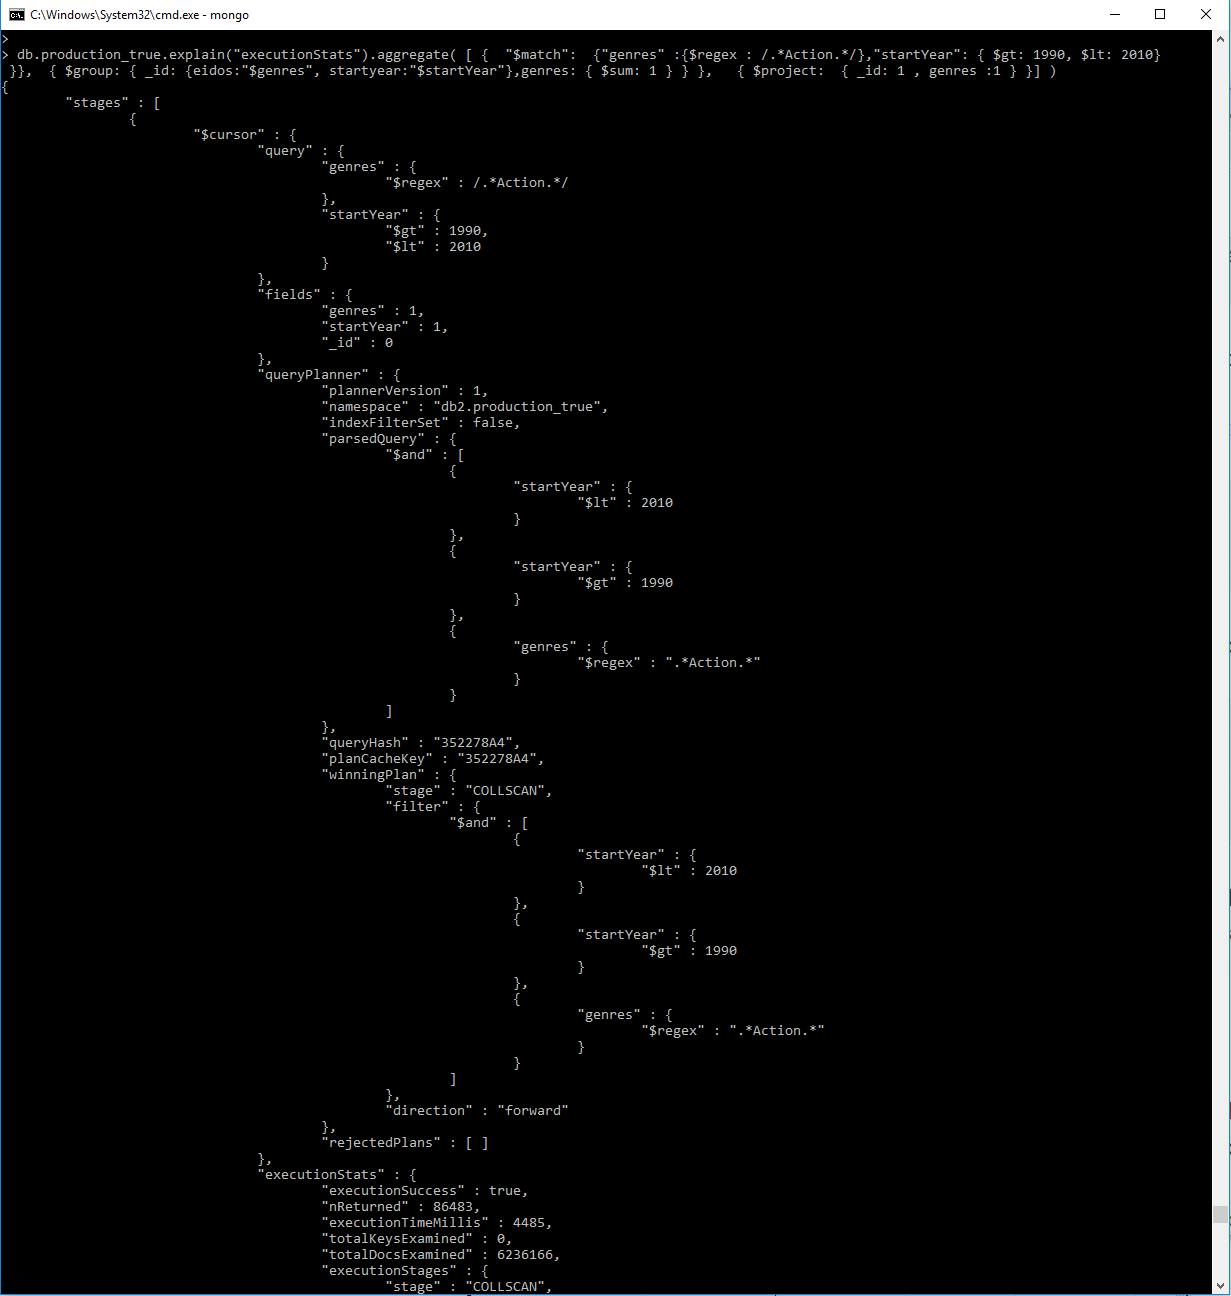 C:\Windows\System32\cmd.exe - mongo
>
> db.production_true.explain("executionStats").aggregate( [ {  "$match":  {"genres" :{$regex : /.*Action.*/},"startYear": { $gt: 1990, $lt: 2010}
 }},  { $group: { _id: {eidos:"$genres", startyear:"$startYear"},genres: { $sum: 1 } } },   { $project:  { _id: 1 , genres :1 } }] )
{
        "stages" : [
                {
                        "$cursor" : {
                                "query" : {
                                        "genres" : {
                                                "$regex" : /.*Action.*/
                                        },
                                        "startYear" : {
                                                "$gt" : 1990,
                                                "$lt" : 2010
                                        }
                                },
                                "fields" : {
                                        "genres" : 1,
                                        "startYear" : 1,
                                        "_id" : 0
                                },
                                "queryPlanner" : {
                                        "plannerVersion" : 1,
                                        "namespace" : "db2.production_true",
                                        "indexFilterSet" : false,
                                        "parsedQuery" : {
                                                "$and" : [
                                                        {
                                                                "startYear" : {
                                                                        "$lt" : 2010
                                                                }
                                                        },
                                                        {
                                                                "startYear" : {
                                                                        "$gt" : 1990
                                                                }
                                                        },
                                                        {
                                                                "genres" : {
                                                                        "$regex" : ".*Action.*"
                                                                }
                                                        }
                                                ]
                                        },
                                        "queryHash" : "352278A4",
                                        "planCacheKey" : "352278A4",
                                        "winningPlan" : {
                                                "stage" : "COLLSCAN",
                                                "filter" : {
                                                        "$and" : [
                                                                {
                                                                        "startYear" : {
                                                                                "$lt" : 2010
                                                                        }
                                                                },
                                                                {
                                                                        "startYear" : {
                                                                                "$gt" : 1990
                                                                        }
                                                                },
                                                                {
                                                                        "genres" : {
                                                                                "$regex" : ".*Action.*"
                                                                        }
                                                                }
                                                        ]
                                                },
                                                "direction" : "forward"
                                        },
                                        "rejectedPlans" : [ ]
                                },
                                "executionStats" : {
                                        "executionSuccess" : true,
                                        "nReturned" : 86483,
                                        "executionTimeMillis" : 4485,
                                        "totalKeysExamined" : 0,
                                        "totalDocsExamined" : 6236166,
                                        "executionStages" : {
                                                "stage" : "COLLSCAN",